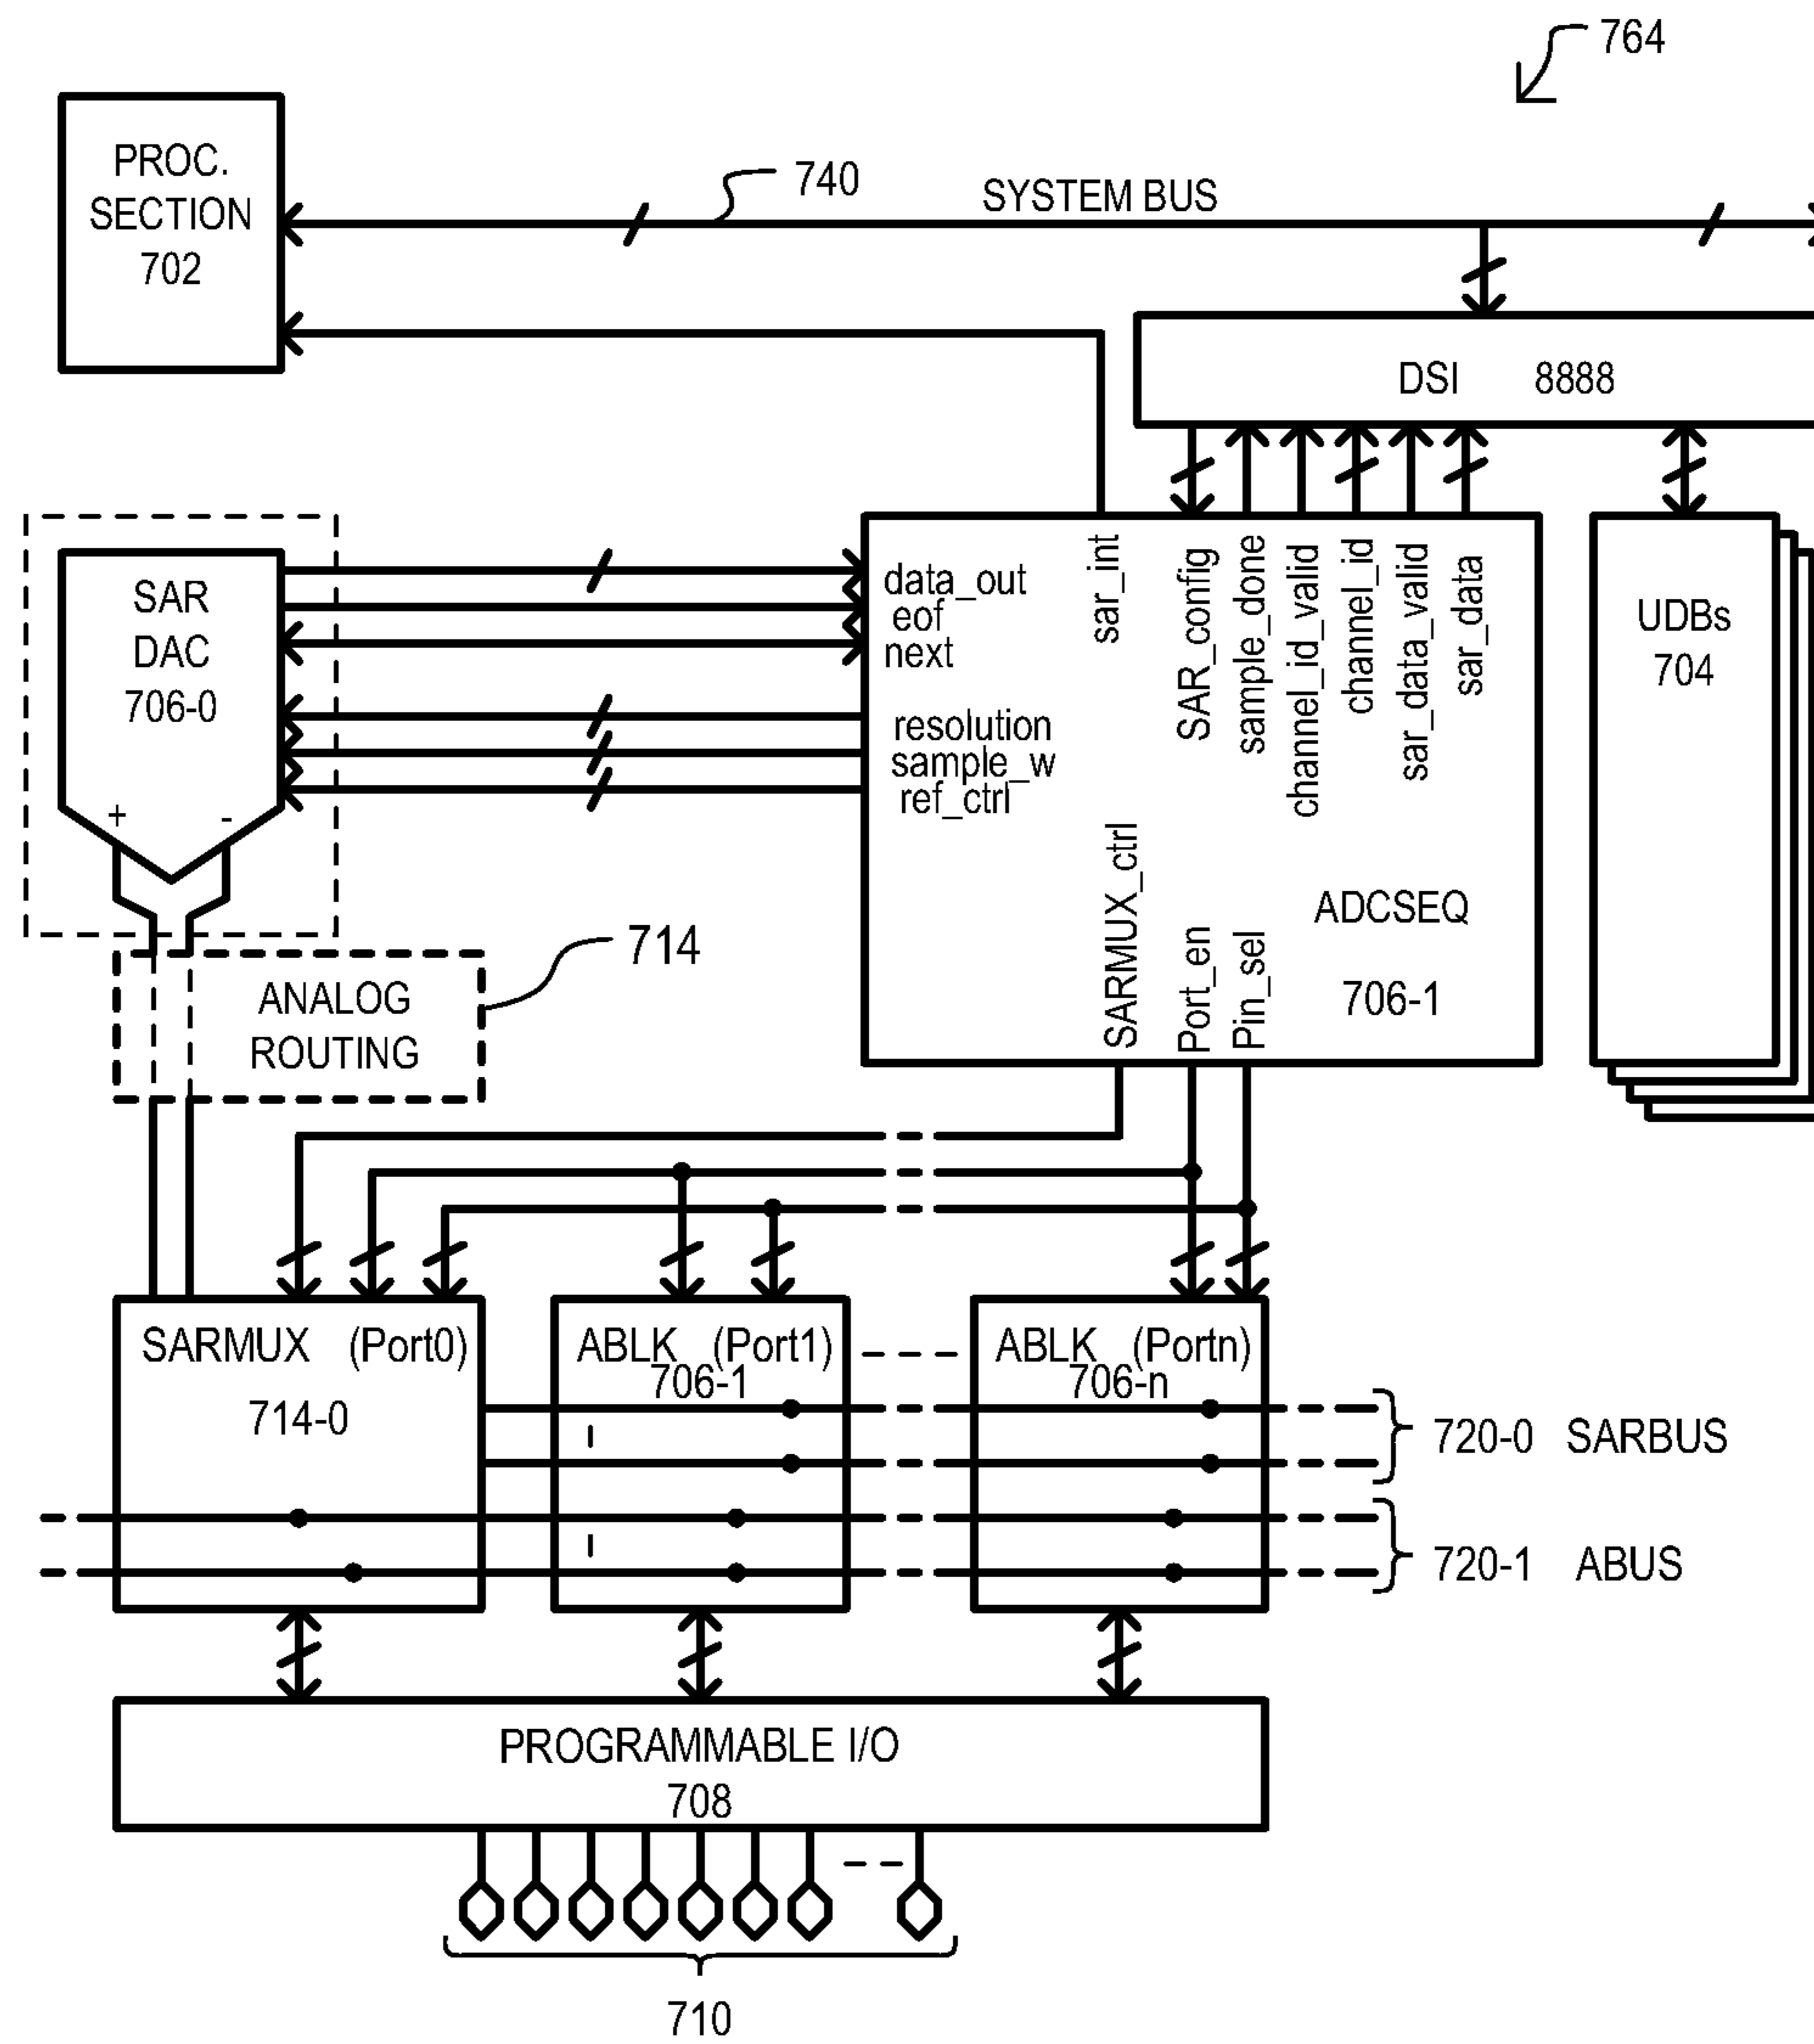 764
PROC.
SECTION
702
740
SYSTEM BUS
DSI 8888
SAR
DAC
706-0
+ -
data_out
eof
next
resolution
sample_w
ref_ctrl
sar_int
SAR_config
sample_done
channel_id_valid
channel_id
sar_data_valid
sar_data
SARMUX_ctrl
Port_en
Pin_sel
ADCSEQ
706-1
UDBs
704
714
ANALOG
ROUTING
SARMUX (Port0)
714-0
ABLK (Port1)
706-1
ABLK (Portn)
706-n
720-0 SARBUS
720-1 ABUS
PROGRAMMABLE I/O
708
710